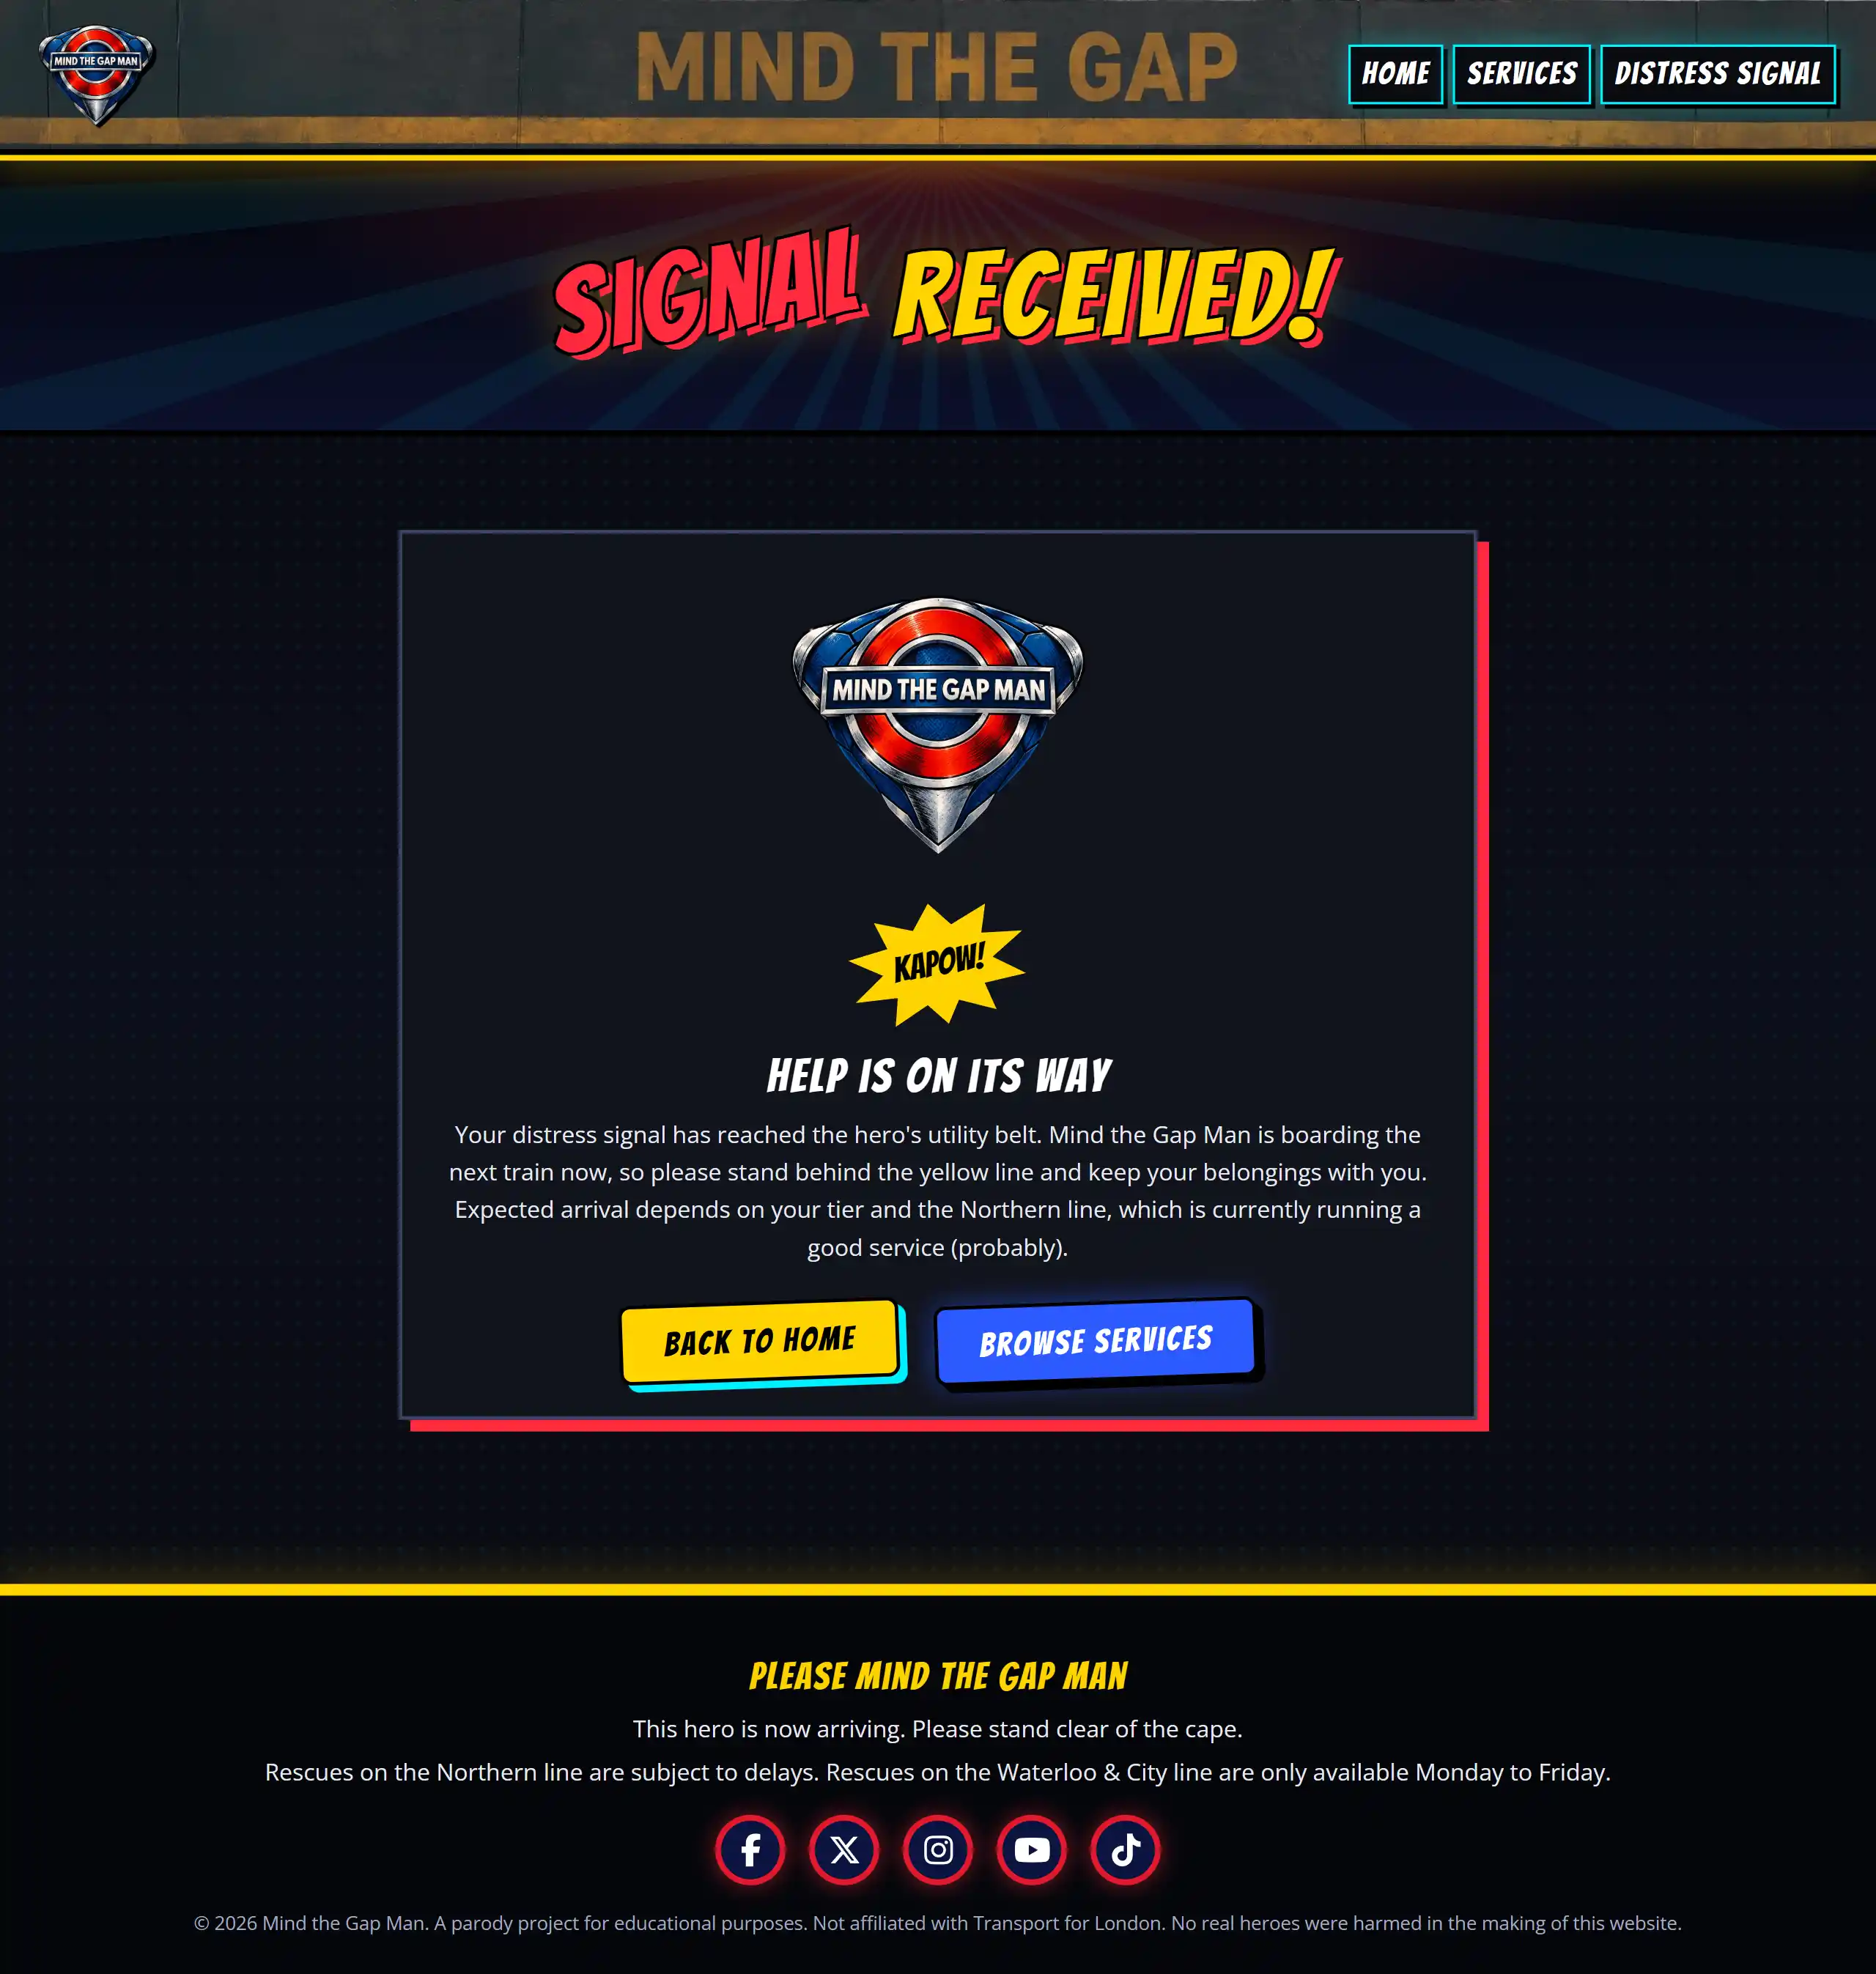 MIND THE GAP MAN
MIND THE GAP
HOME
SERVICES
DISTRESS SIGNAL
SIGNAL RECEIVED!
MIND THE GAP MAN
KAPOW!
HELP IS ON ITS WAY
Your distress signal has reached the hero's utility belt. Mind the Gap Man is boarding the
next train now, so please stand behind the yellow line and keep your belongings with you.
Expected arrival depends on your tier and the Northern line, which is currently running a
good service (probably).
BACK TO HOME
BROWSE SERVICES
PLEASE MIND THE GAP MAN
This hero is now arriving. Please stand clear of the cape.
Rescues on the Northern line are subject to delays. Rescues on the Waterloo & City line are only available Monday to Friday.
© 2026 Mind the Gap Man. A parody project for educational purposes. Not affiliated with Transport for London. No real heroes were harmed in the making of this website.